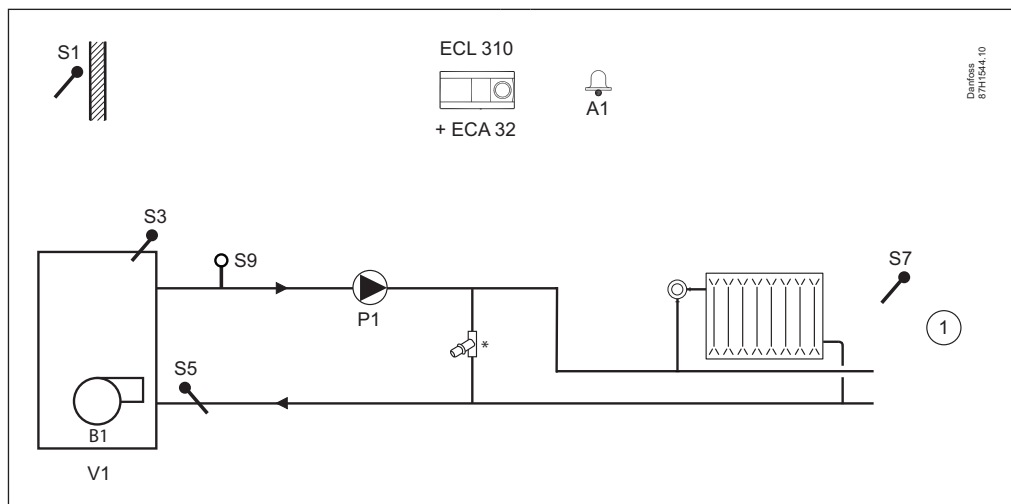 S1
ECL 310
+ ECA 32
A1
Danfoss
87H1544.10
S3
S9
P1
S7
1
*
S5
B1
V1